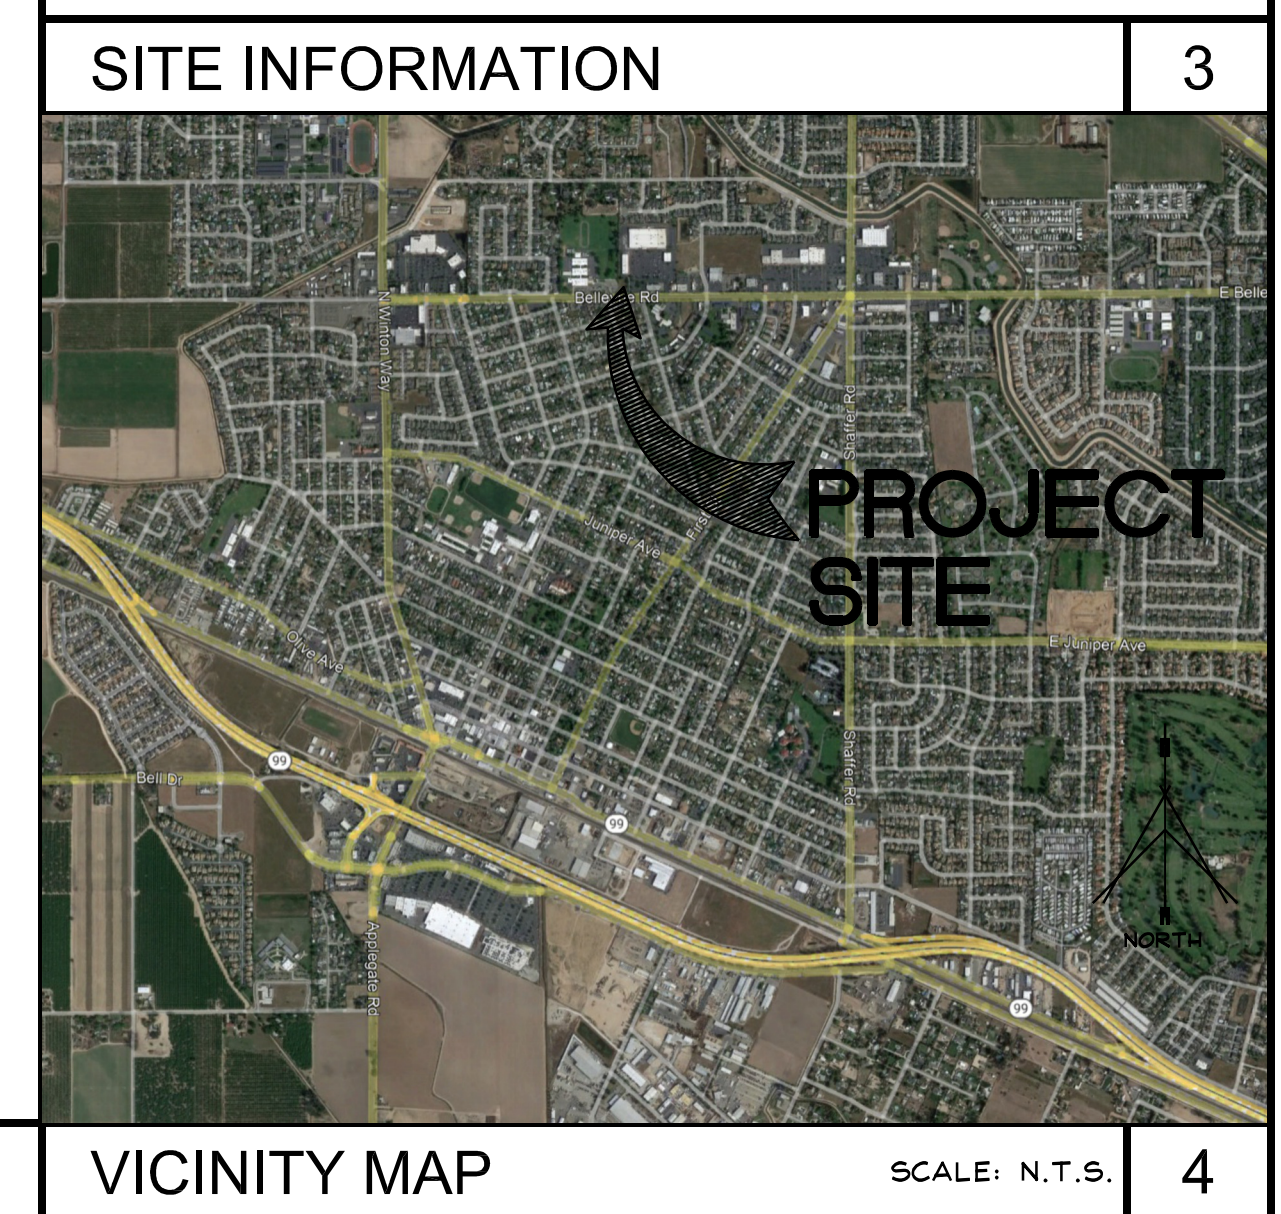 SITE INFORMATION
3
N Winton Way
Rd
E Belle
Shaffer Rd
PROJECT
SITE
Juniper Ave
Olive Ave
E Juniper Ave
99
Bell Dr
Shaffer Rd
99
Applegate Rd
NORTH
99
VICINITY MAP
SCALE: N.T.S.
4